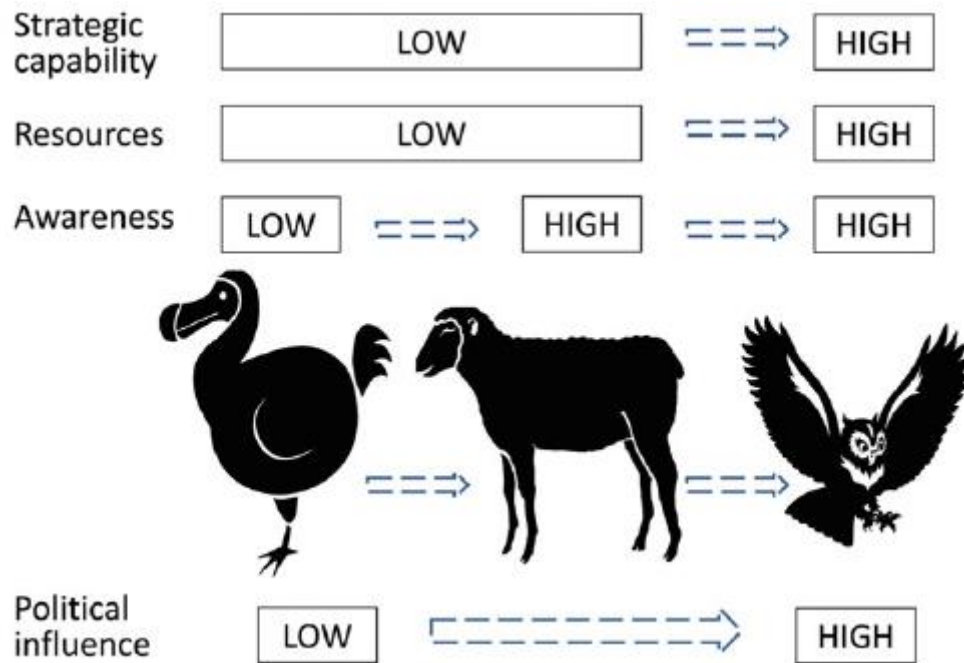 Strategic
capability
LOW
HIGH
Resources
LOW
HIGH
Awareness
LOW
HIGH
HIGH
Political
influence
LOW
HIGH